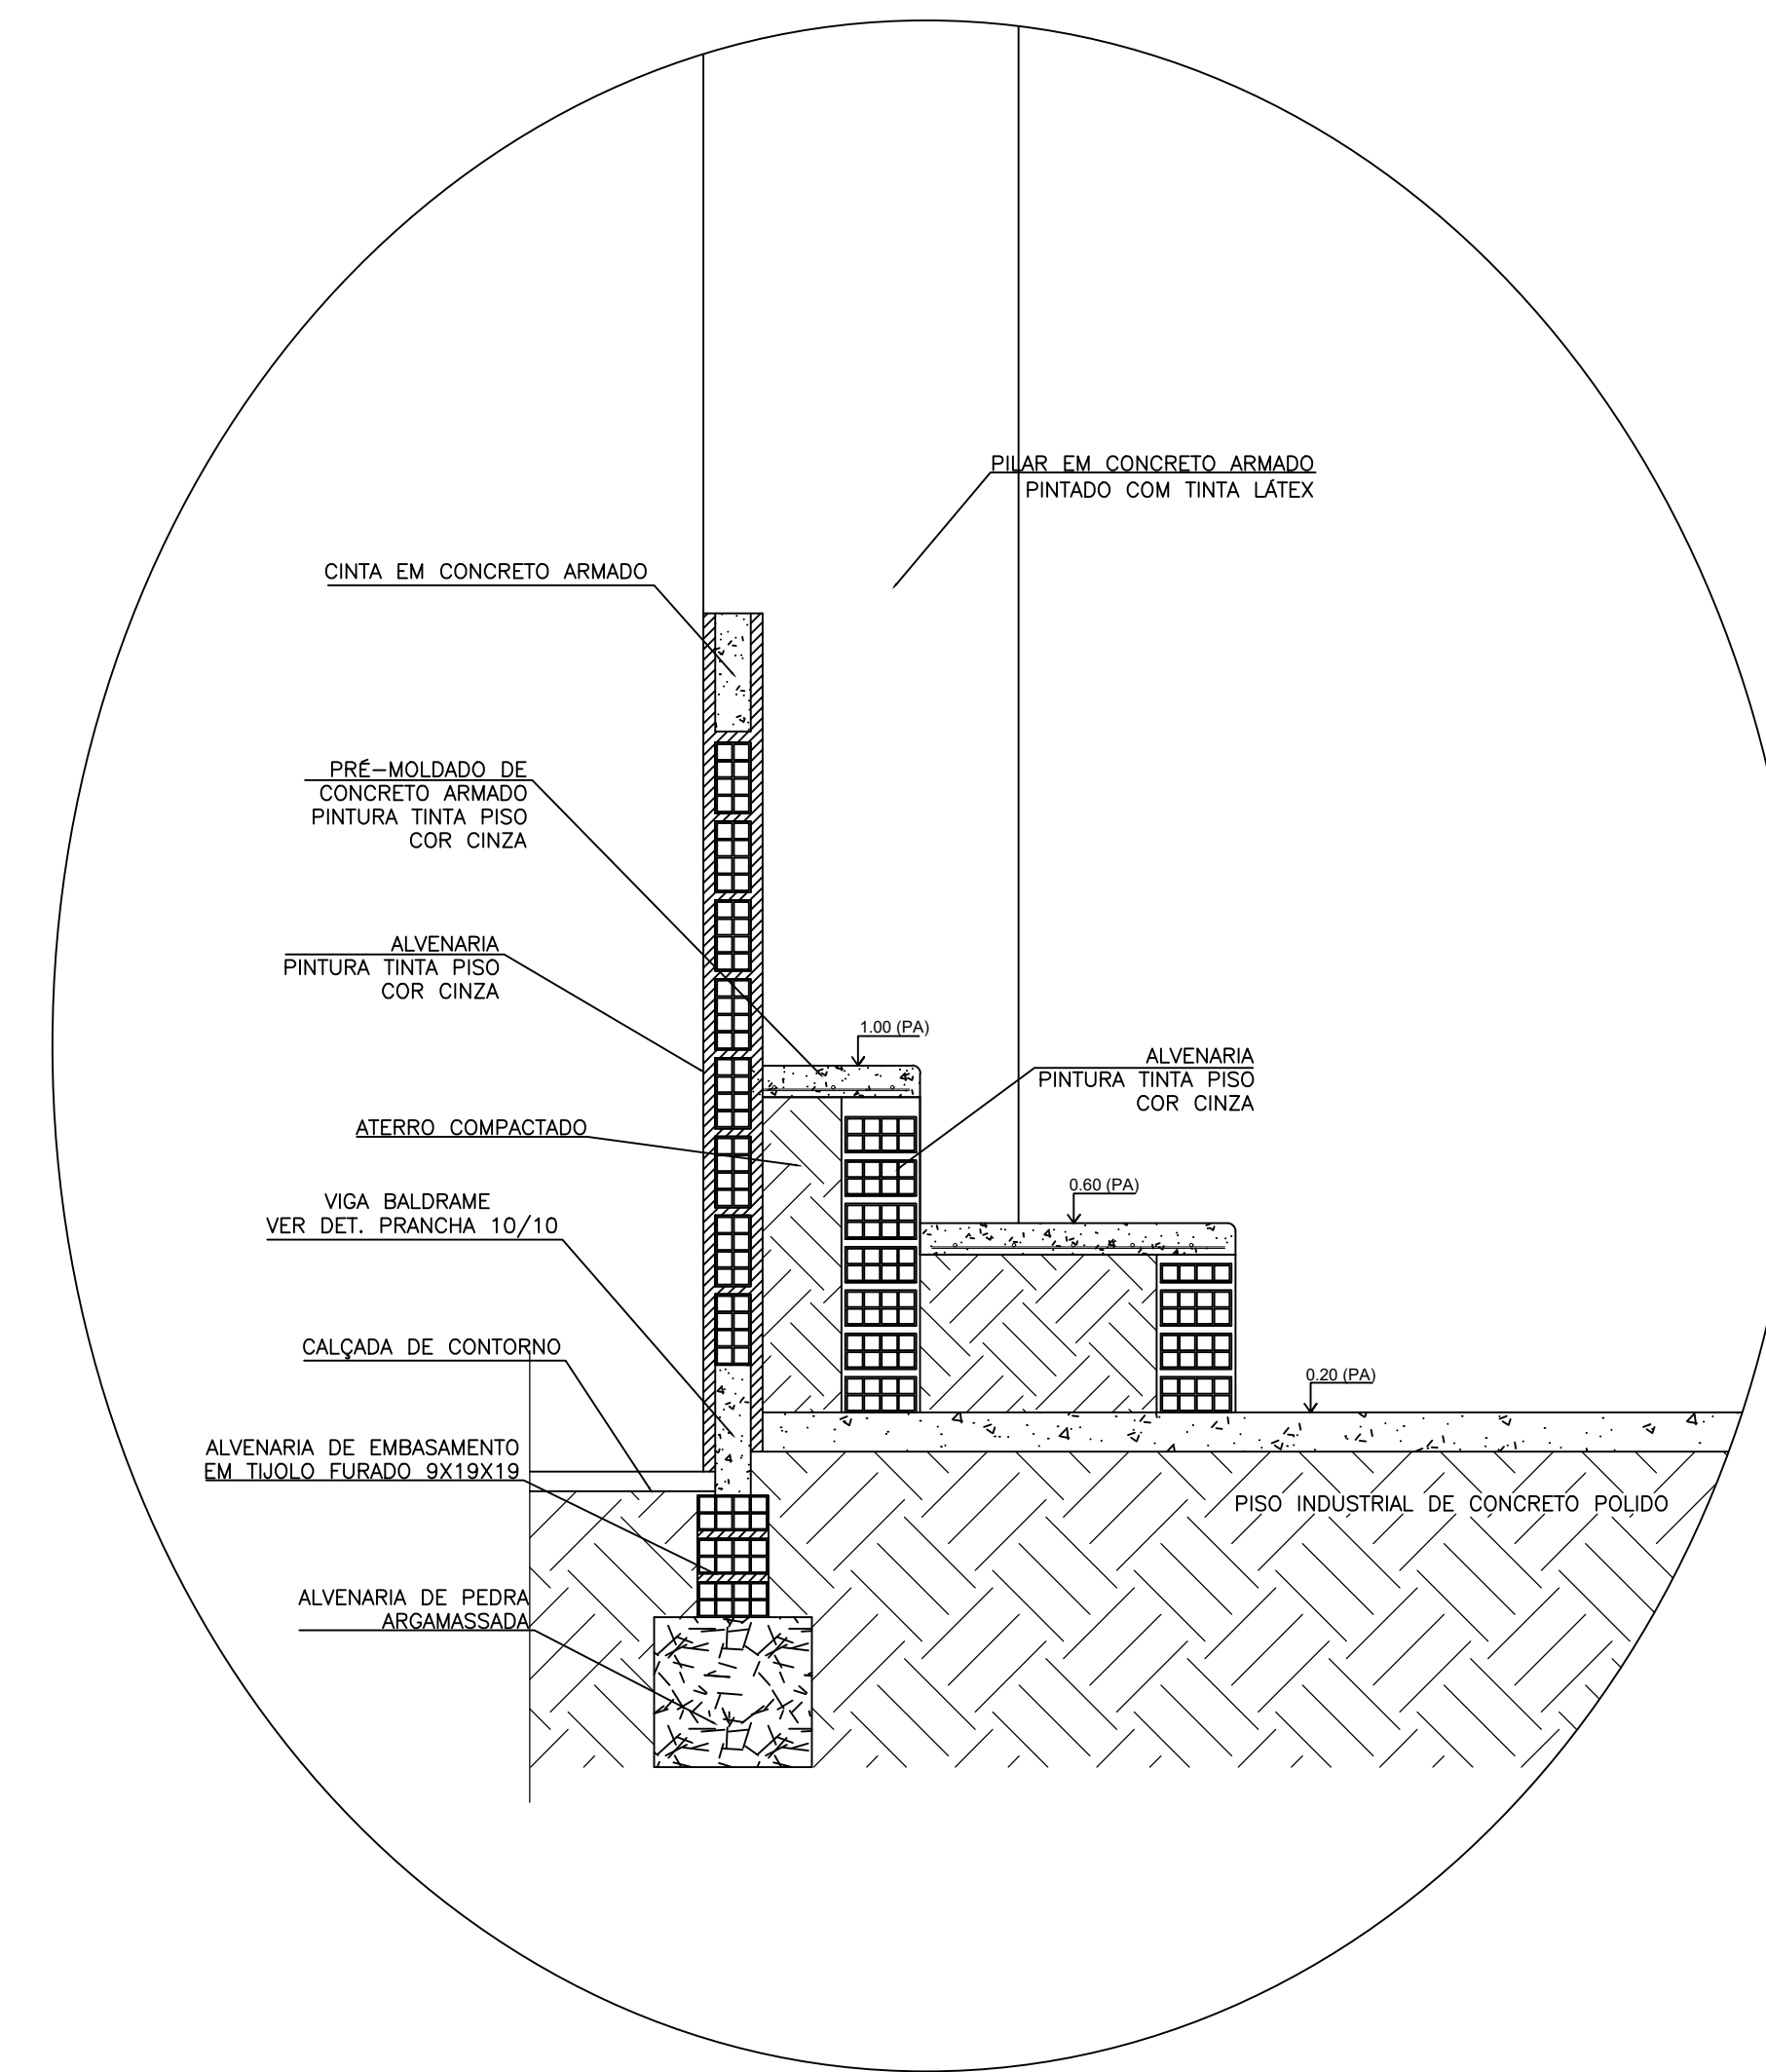 PILAR EM CONCRETO ARMADO
PINTADO COM TINTA LÁTEX
CINTA EM CONCRETO ARMADO
PRÉ-MOLDADO DE
CONCRETO ARMADO
PINTURA TINTA PISO
COR CINZA
ALVENARIA
PINTURA TINTA PISO
COR CINZA
1.00 (PA)
ALVENARIA
PINTURA TINTA PISO
COR CINZA
ATERRO COMPACTADO
0.60 (PA)
VIGA BALDRAME
VER DET. PRANCHA 10/10
CALÇADA DE CONTORNO
0.20 (PA)
ALVENARIA DE EMBASAMENTO
EM TIJOLO FURADO 9X19X19
PISO INDUSTRIAL DE CONCRETO POLIDO
ALVENARIA DE PEDRA
ARGAMASSADA